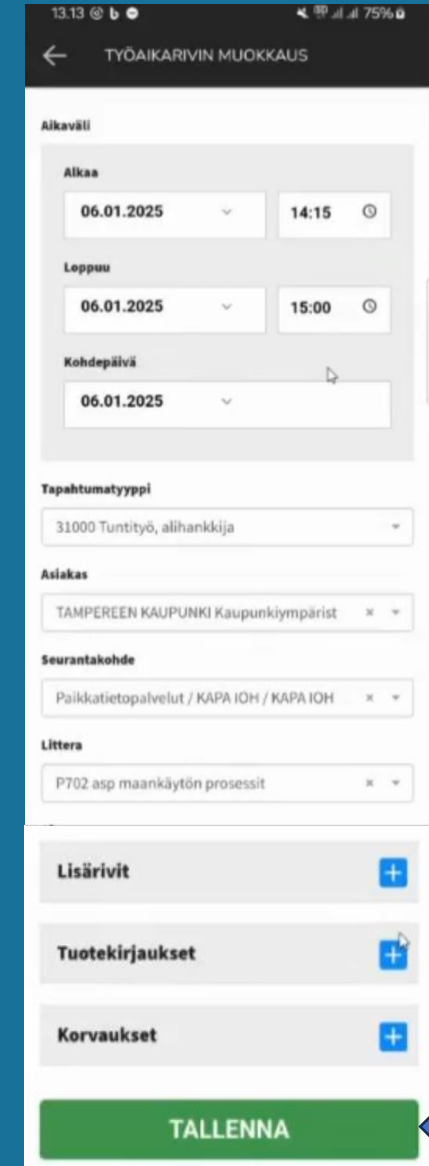 13.13 75%
TYÖAIKARIVIN MUOKKAUS
Aikaväli
Alkaa
06.01.2025 14:15
Loppuu
06.01.2025 15:00
Kohdepäivä
06.01.2025
Tapahtumatyyppi
31000 Tuntityö, alihankkija
Asiakas
TAMPEREEN KAUPUNKI Kaupunkiympärist
Seurantakohde
Paikkatietopalvelut / KAPA IOH / KAPA IOH
Littera
P702 asp maankäytön prosessit
Lisärivit
Tuotekirjaukset
Korvaukset
TALLENNA